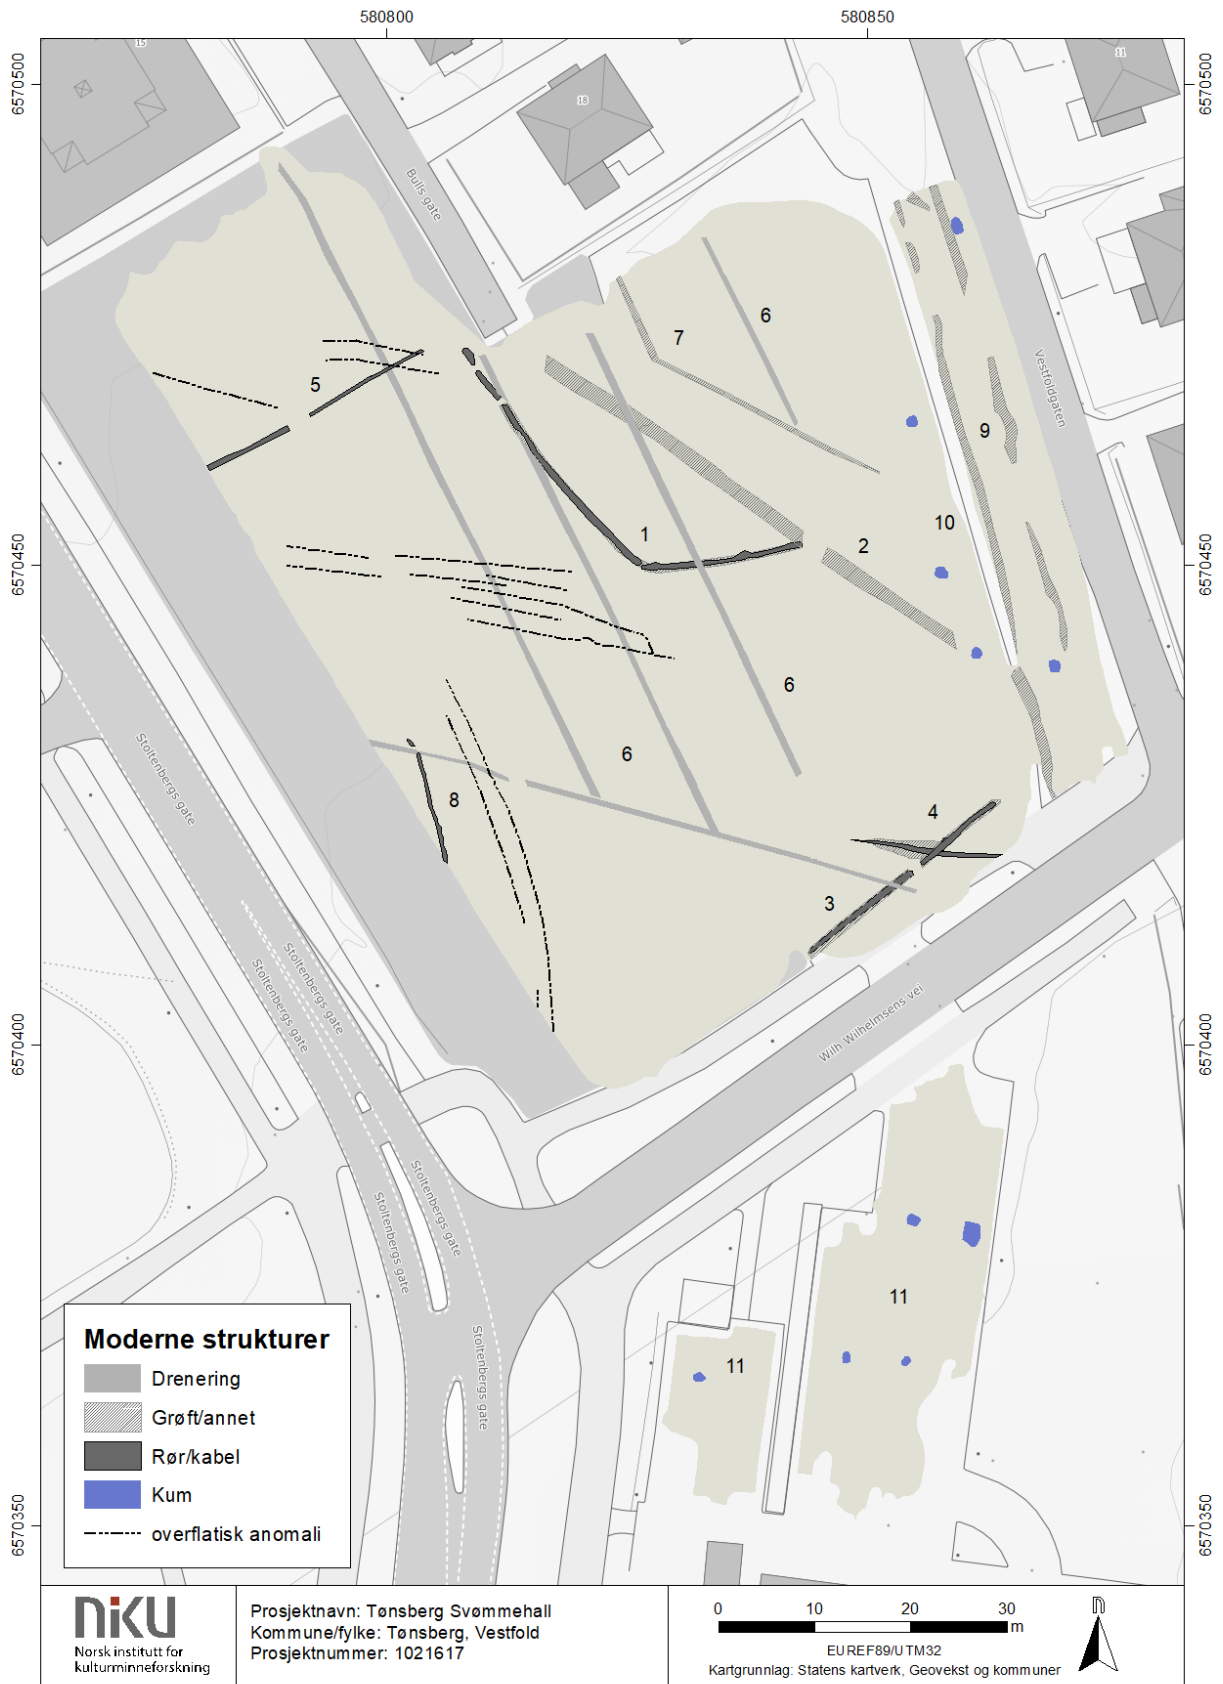 580800
580850
6570500
6570500
15
18
11
Bulls gate
Vestfoldgaten
7
6
5
9
10
1
2
6570450
6570450
6
6
8
4
3
Stoltenbergs gate
Stoltenbergs gate
Stoltenbergs gate
Wilh Wilhelmsens vei
6570400
6570400
Stoltenbergs gate
Stoltenbergs gate
Stoltenbergs gate
11
11
6570350
6570350
Moderne strukturer
Drenering
Grøft/annet
Rør/kabel
Kum
overflatisk anomali
NIKU
Norsk institutt for
kulturminneforskning
Prosjektnavn: Tønsberg Svømmehall
Kommune/fylke: Tønsberg, Vestfold
Prosjektnummer: 1021617
0 10 20 30
m
EUREF89/UTM32
Kartgrunnlag: Statens kartverk, Geovekst og kommuner
n